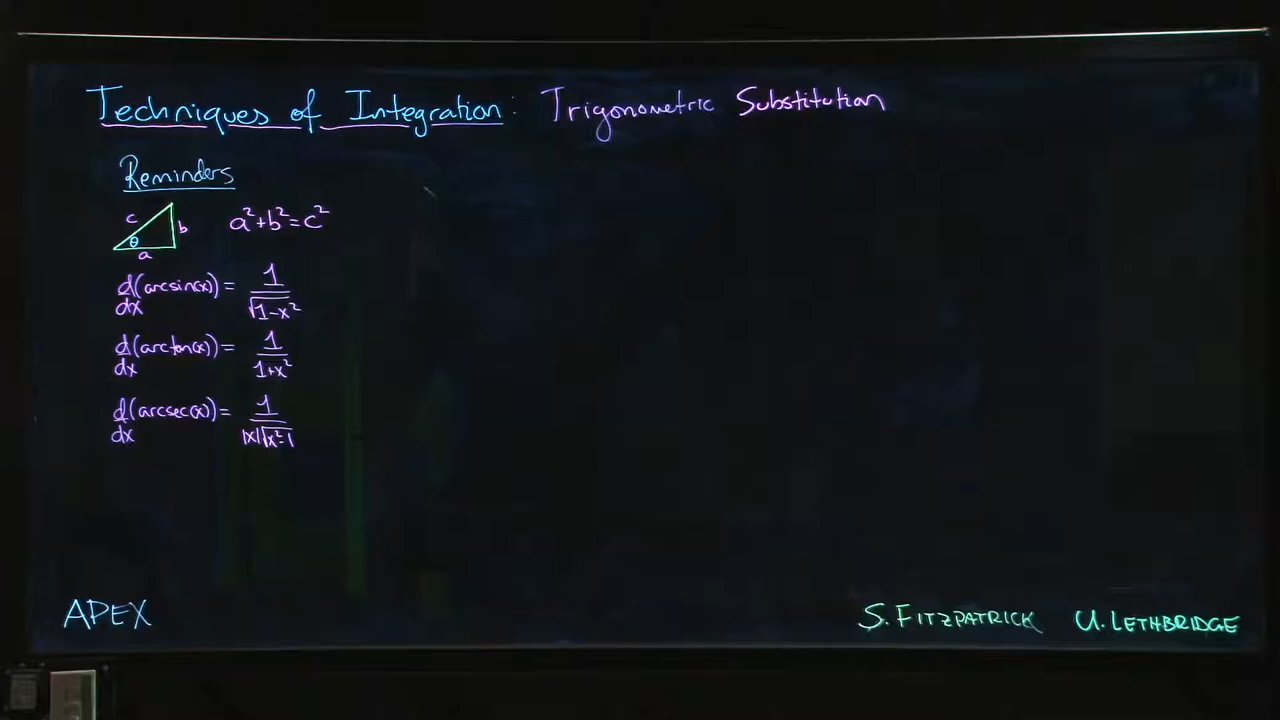 Techniques of Integration: Trigonometric Substitution
Reminders
c b θ a
a²+b²=c²
d/dx (arcsin(x)) = 1/√(1-x²)
d/dx (arctan(x)) = 1/(1+x²)
d/dx (arcsec(x)) = 1/(|x|√(x²-1))
APEX
S. FITZPATRICK U. LETHBRIDGE